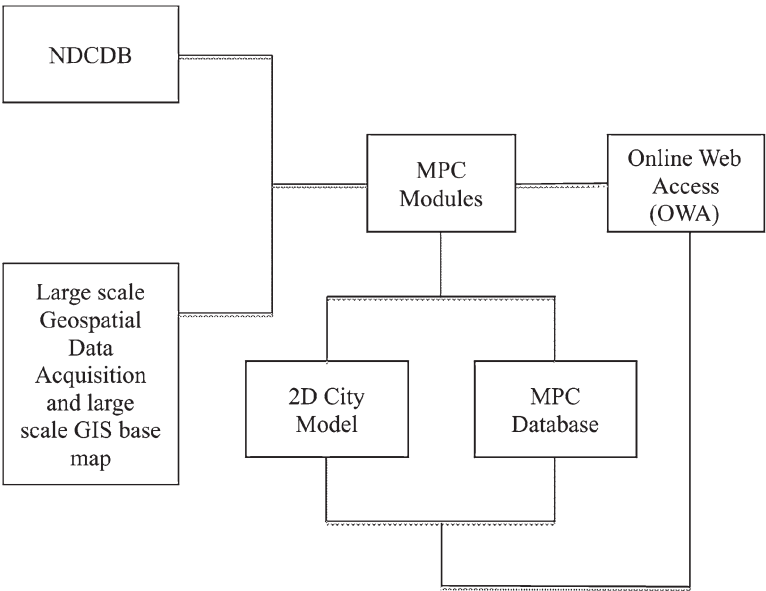 NDCDB
MPC
Modules
Online Web
Access
(OWA)
Large scale
Geospatial
Data
Acquisition
and large
scale GIS base
map
2D City
Model
MPC
Database